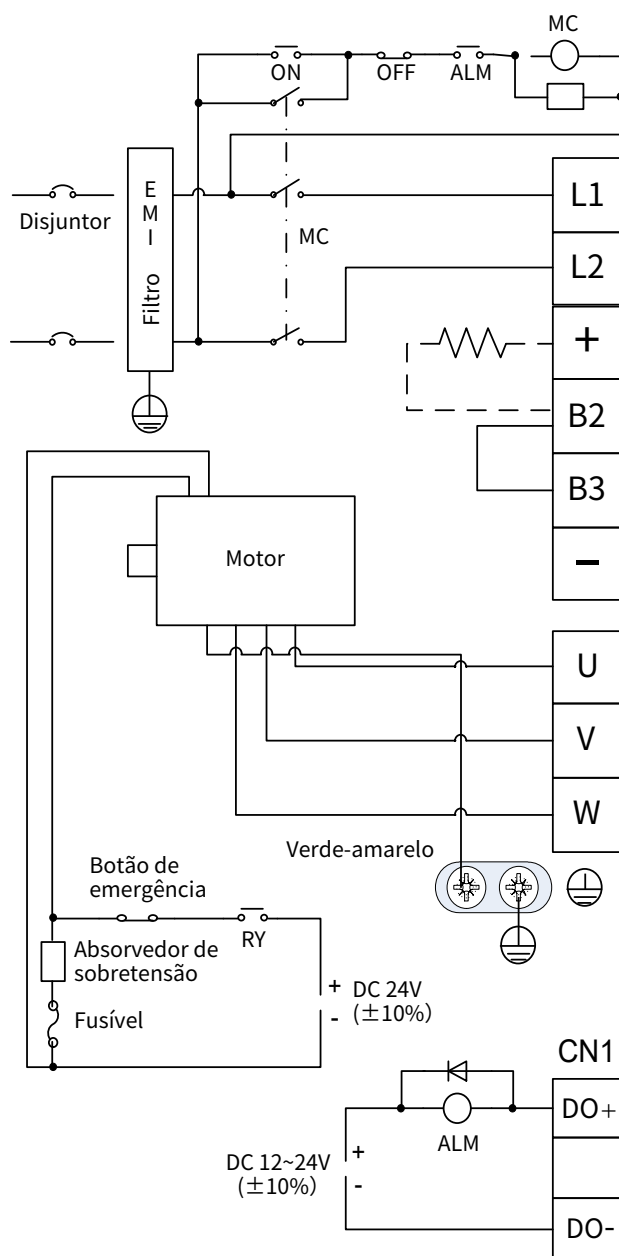 MC
ON
OFF
ALM
E
M
I
Filtro
Disjuntor
MC
L1
L2
+
B2
B3
-
Motor
U
V
W
Verde-amarelo
Botão de
emergência
RY
Absorvedor de
sobretensão
Fusível
+
DC 24V
(±10%)
-
CN1
DO+
ALM
DC 12~24V
(±10%)
+
-
DO-